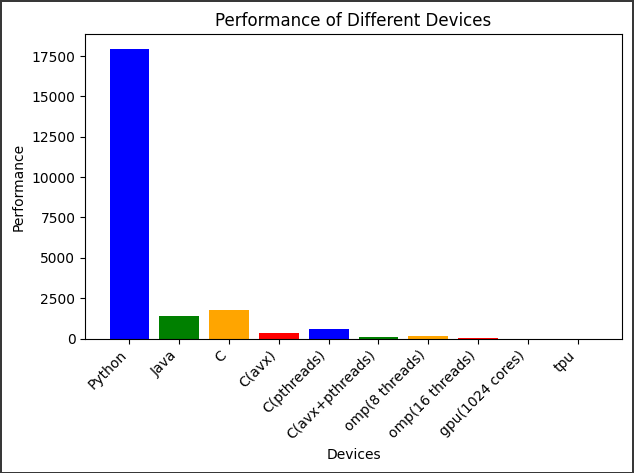 Performance of Different Devices
Performance
17500
15000
12500
10000
7500
5000
2500
0
Python
Java
C
C(avx)
C(pthreads)
C(avx+pthreads)
omp(8 threads)
omp(16 threads)
gpu(1024 cores)
tpu
Devices